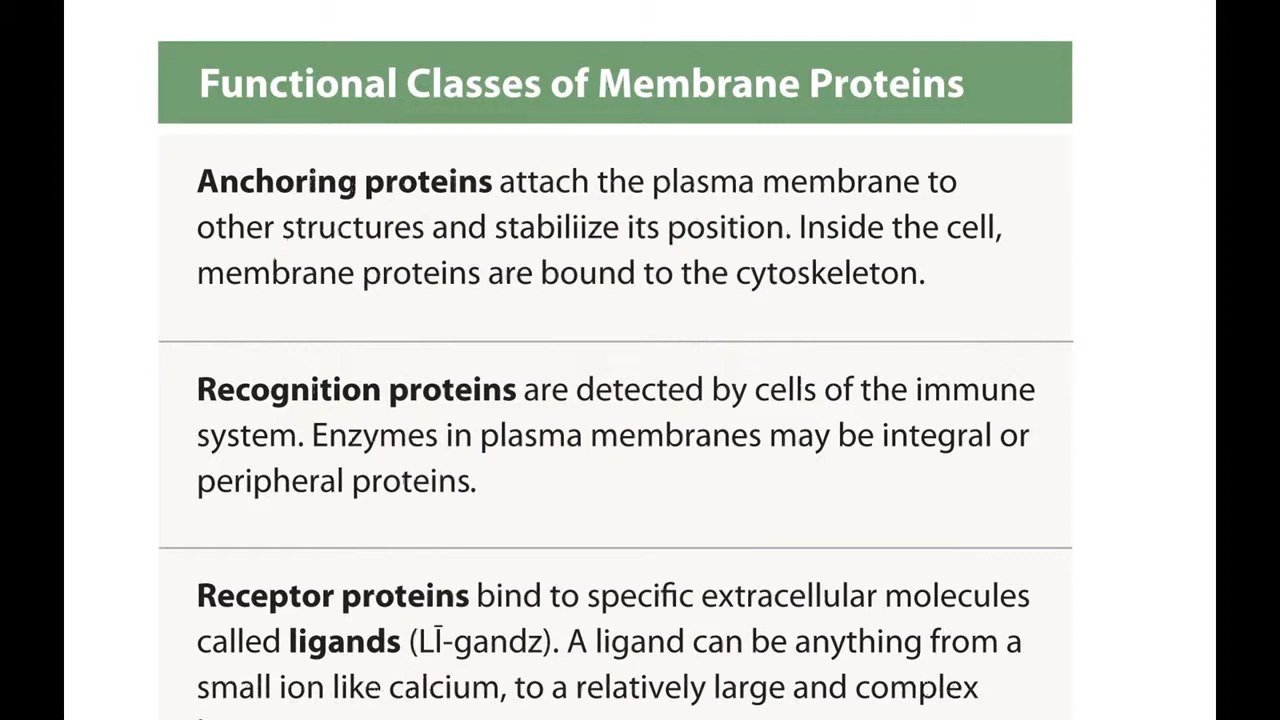 Functional Classes of Membrane Proteins
Anchoring proteins attach the plasma membrane to
other structures and stabiliize its position. Inside the cell,
membrane proteins are bound to the cytoskeleton.
Recognition proteins are detected by cells of the immune
system. Enzymes in plasma membranes may be integral or
peripheral proteins.
Receptor proteins bind to specific extracellular molecules
called ligands (LĪ-gandz). A ligand can be anything from a
small ion like calcium, to a relatively large and complex